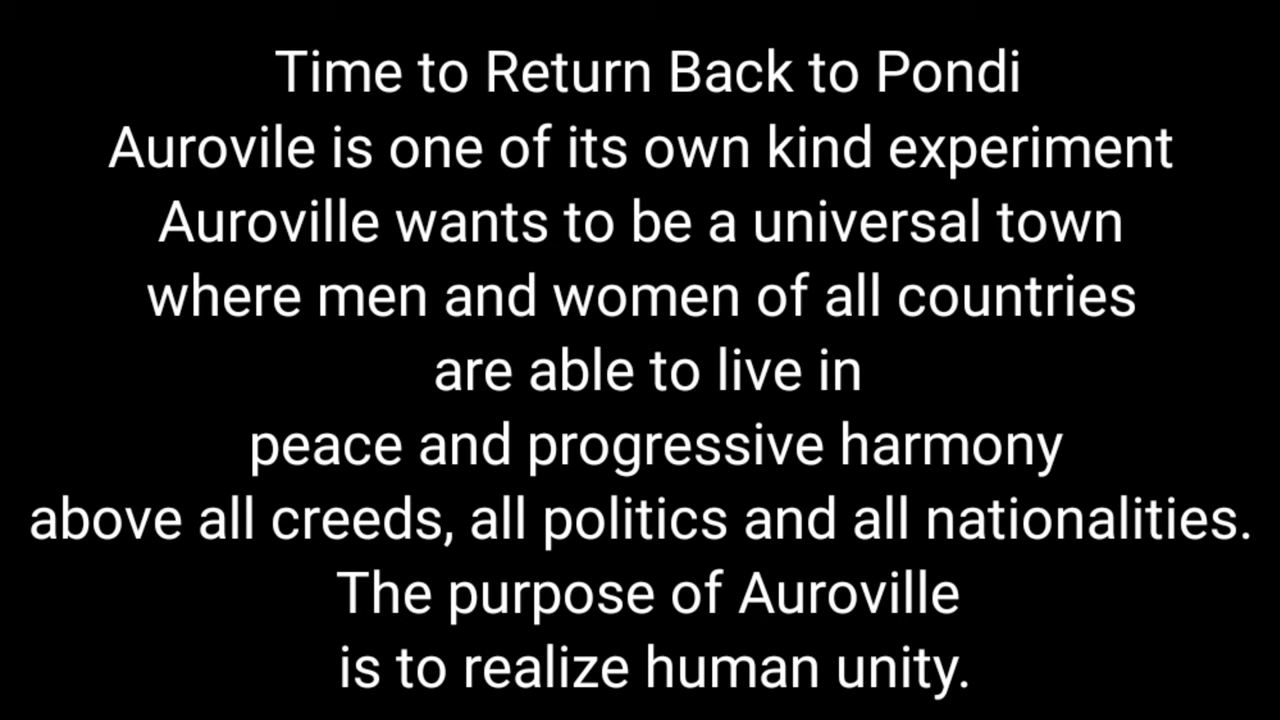 Time to Return Back to Pondi
Aurovile is one of its own kind experiment
Auroville wants to be a universal town
where men and women of all countries
are able to live in
peace and progressive harmony
above all creeds, all politics and all nationalities.
The purpose of Auroville
is to realize human unity.